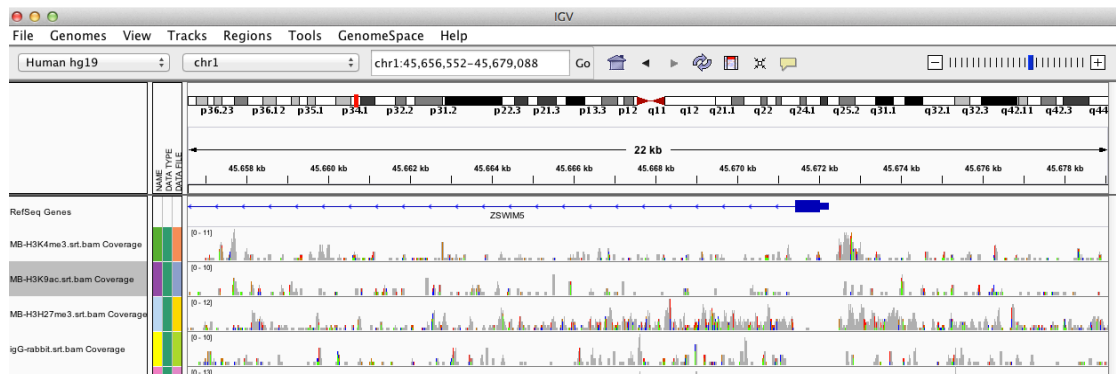 IGV
File Genomes View Tracks Regions Tools GenomeSpace Help
Human hg19 chr1 chr1:45,656,552-45,679,088 Go
p36.23 p36.12 p35.1 p34.1 p32.2 p31.2 p22.3 p21.3 p13.3 p12 q11 q12 q21.1 q22 q24.1 q25.2 q31.1 q32.1 q32.3 q42.11 q42.3 q44
22 kb
45.658 kb 45.660 kb 45.662 kb 45.664 kb 45.666 kb 45.668 kb 45.670 kb 45.672 kb 45.674 kb 45.676 kb 45.678 kb
NAME
DATA TYPE
DATA FILE
RefSeq Genes
ZSWIM5
MB-H3K4me3.srt.bam Coverage [0 - 11]
MB-H3K9ac.srt.bam Coverage [0 - 10]
MB-H3H27me3.srt.bam Coverage [0 - 12]
igG-rabbit.srt.bam Coverage [0 - 10]
[0 - 13]